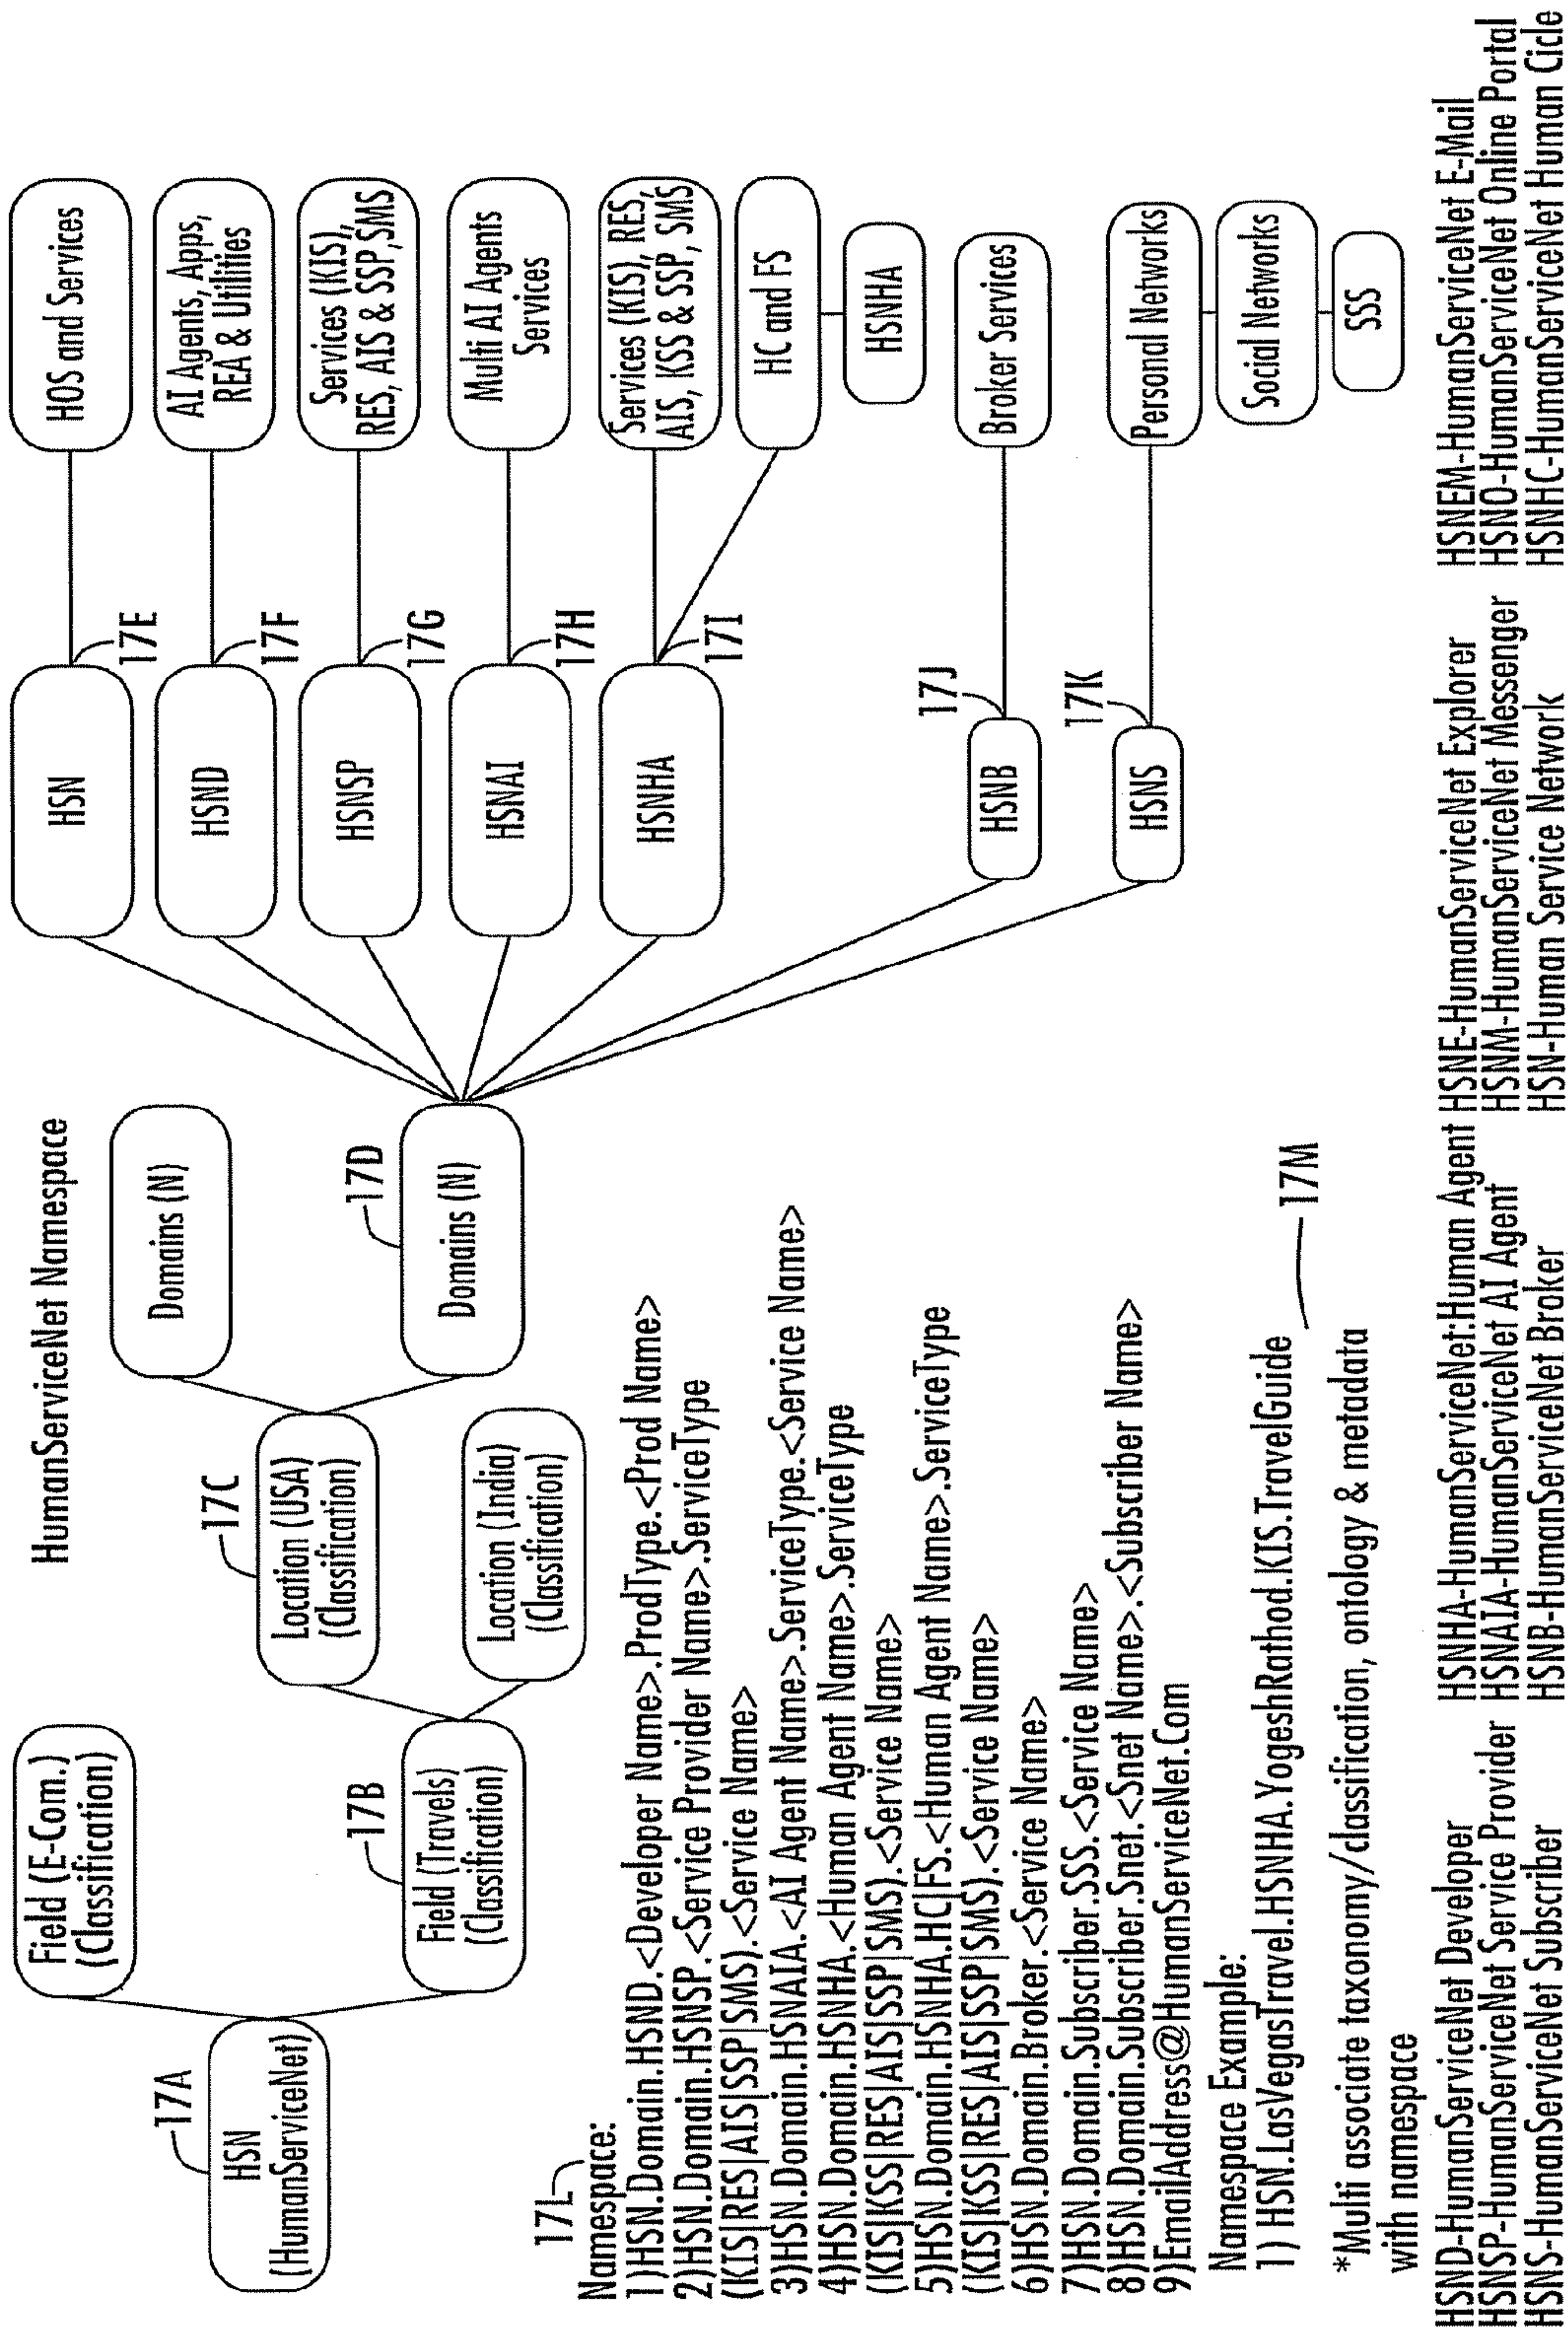 HumanServiceNet Namespace
17A
HSN
(HumanServiceNet)
Field (E-Com.)
(Classification)
17B
Field (Travels)
(Classification)
17C
Location (USA)
(Classification)
Location (India)
(Classification)
Domains (N)
17D
Domains (N)
HSN
17E
HOS and Services
HSND
17F
AI Agents, Apps,
REA & Utilities
HSNSP
17G
Services (KIS),
RES, AIS & SSP,SMS
HSNAI
17H
Multi AI Agents
Services
HSNHA
17I
Services (KIS), RES,
AIS, KSS & SSP, SMS
HC and FS
HSNHA
HSNB
17J
Broker Services
HSNS
17K
Personal Networks
Social Networks
SSS
17L
Namespace:
1)HSN.Domain.HSND.<Developer Name>.ProdType.<Prod Name>
2)HSN.Domain.HSNSP.<Service Provider Name>.ServiceType
(KIS|RES|AIS|SSP|SMS).<Service Name>
3)HSN.Domain.HSNAIA.<AI Agent Name>.ServiceType.<Service Name>
4)HSN.Domain.HSNHA.<Human Agent Name>.ServiceType
(KIS|KSS|RES|AIS|SSP|SMS).<Service Name>
5)HSN.Domain.HSNHA.HC|FS.<Human Agent Name>.ServiceType
(KIS|KSS|RES|AIS|SSP|SMS).<Service Name>
6)HSN.Domain.Broker.<Service Name>
7)HSN.Domain.Subscriber.SSS.<Service Name>
8)HSN.Domain.Subscriber.Snet.<Snet Name>.<Subscriber Name>
9)EmailAddress@HumanServiceNet.Com
Namespace Example:
1) HSN.LasVegasTravel.HSNHA.YogeshRathod.KIS.TravelGuide
17M
*Multi associate taxonomy/classification, ontology & metadata
with namespace
HSND-HumanServiceNet Developer
HSNSP-HumanServiceNet Service Provider
HSNS-HumanServiceNet Subscriber
HSNHA-HumanServiceNet:Human Agent
HSNAIA-HumanServiceNet AI Agent
HSNB-HumanServiceNet Broker
HSNE-HumanServiceNet Explorer
HSNM-HumanServiceNet Messenger
HSN-Human Service Network
HSNEM-HumanServiceNet E-Mail
HSNO-HumanServiceNet Online Portal
HSNHC-HumanServiceNet Human Cicle